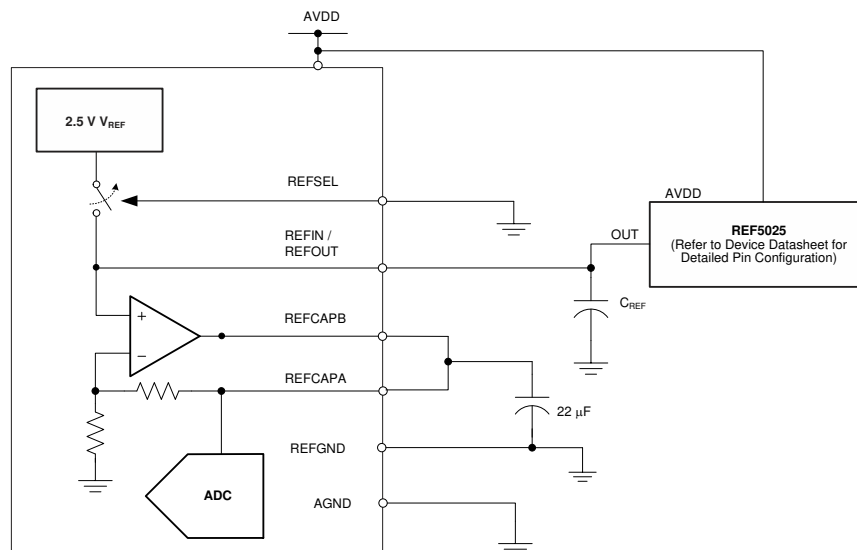 AVDD
2.5 V VREF
REFSEL
AVDD
REFIN /
REFOUT
OUT
REF5025
(Refer to Device Datasheet for
Detailed Pin Configuration)
CREF
+
REFCAPB
−
REFCAPA
22 μF
REFGND
ADC
AGND